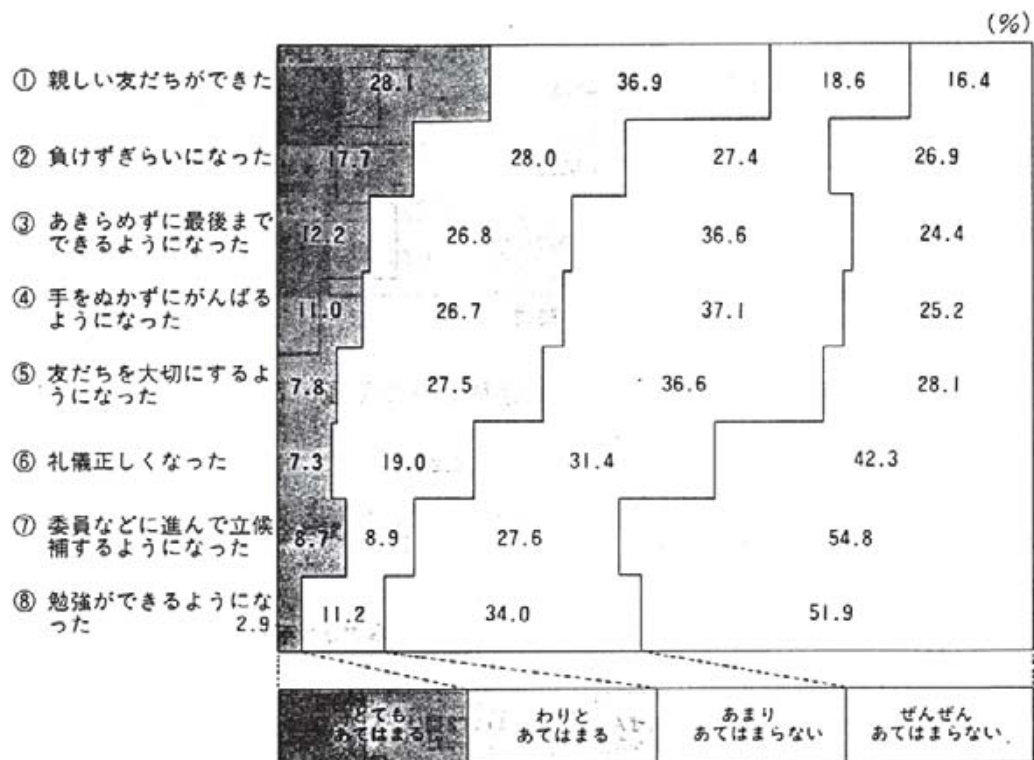 (%)
① 親しい友だちができた 28.1 36.9 18.6 16.4
② 負けずぎらいになった 17.7 28.0 27.4 26.9
③ あきらめずに最後まで
できるようになった 12.2 26.8 36.6 24.4
④ 手をぬかずにがんばる
ようになった 11.0 26.7 37.1 25.2
⑤ 友だちを大切にするよ
うになった 7.8 27.5 36.6 28.1
⑥ 礼儀正しくなった 7.3 19.0 31.4 42.3
⑦ 委員などに進んで立候
補するようになった 8.7 8.9 27.6 54.8
⑧ 勉強ができるようにな
った 2.9 11.2 34.0 51.9
とても
あてはまる
わりと
あてはまる
あまり
あてはまらない
ぜんぜん
あてはまらない